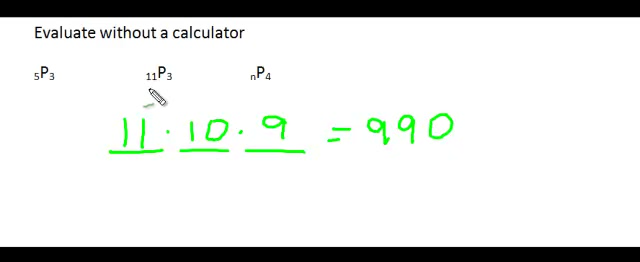 Evaluate without a calculator
₅P₃ ₁₁P₃ ₙP₄
11 · 10 · 9 = 990